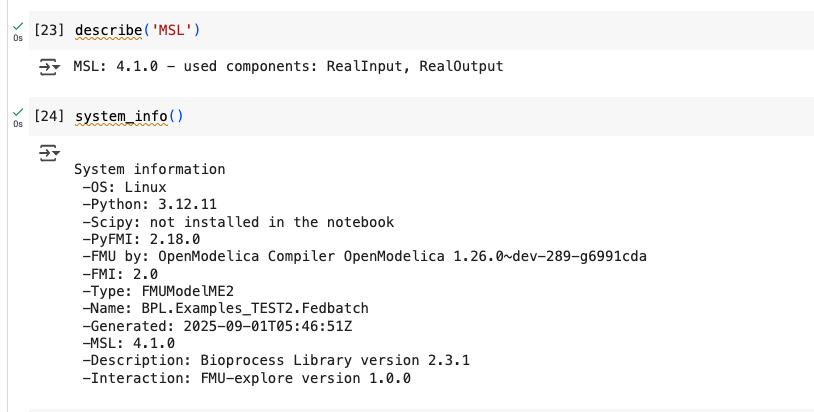 [23] describe('MSL')
0s
MSL: 4.1.0 - used components: RealInput, RealOutput
[24] system_info()
0s
System information
-OS: Linux
-Python: 3.12.11
-Scipy: not installed in the notebook
-PyFMI: 2.18.0
-FMU by: OpenModelica Compiler OpenModelica 1.26.0~dev-289-g6991cda
-FMI: 2.0
-Type: FMUModelME2
-Name: BPL.Examples_TEST2.Fedbatch
-Generated: 2025-09-01T05:46:51Z
-MSL: 4.1.0
-Description: Bioprocess Library version 2.3.1
-Interaction: FMU-explore version 1.0.0